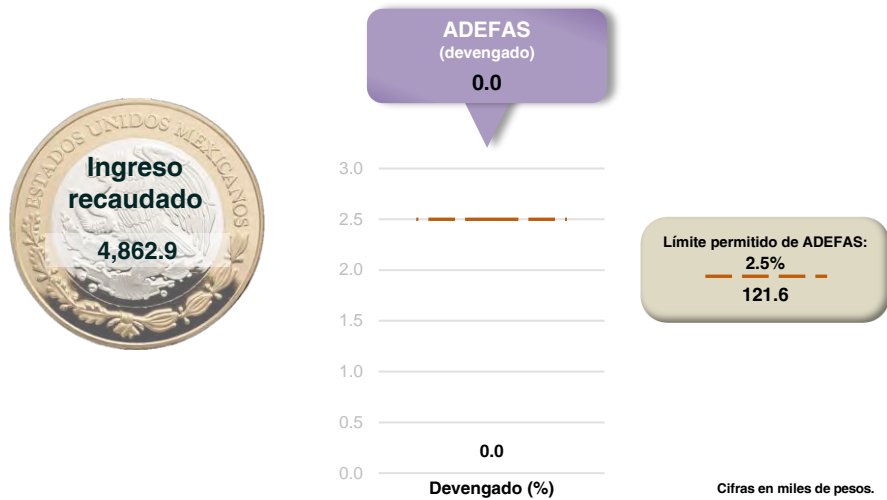 ADEFAS
(devengado)
0.0
ESTADOS UNIDOS MEXICANOS
Ingreso
recaudado
4,862.9
3.0
2.5
2.0
1.5
1.0
0.5
0.0
0.0
Devengado (%)
Límite permitido de ADEFAS:
2.5%
121.6
Cifras en miles de pesos.